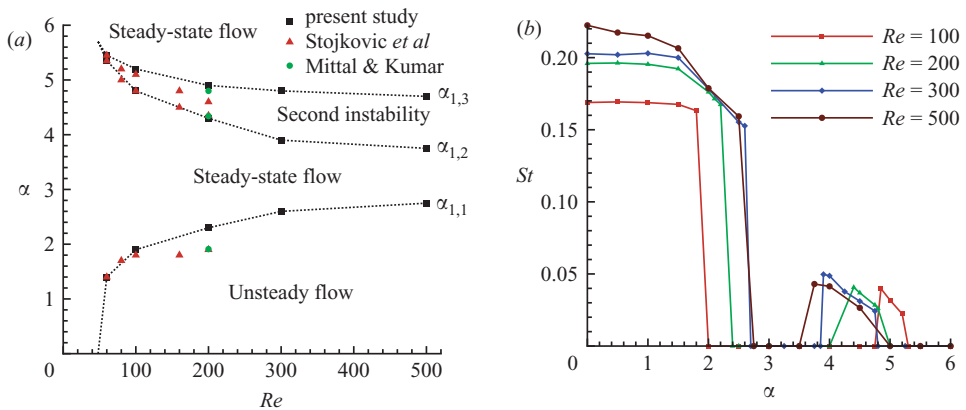 (a)
Steady-state flow
present study
Stojkovic et al
Mittal & Kumar
6
5
4
3
2
1
0
α
α1,3
Second instability
α1,2
Steady-state flow
α1,1
Unsteady flow
0 100 200 300 400 500
Re
(b)
Re = 100
Re = 200
Re = 300
Re = 500
0.20
0.15
St
0.10
0.05
0 1 2 3 4 5 6
α